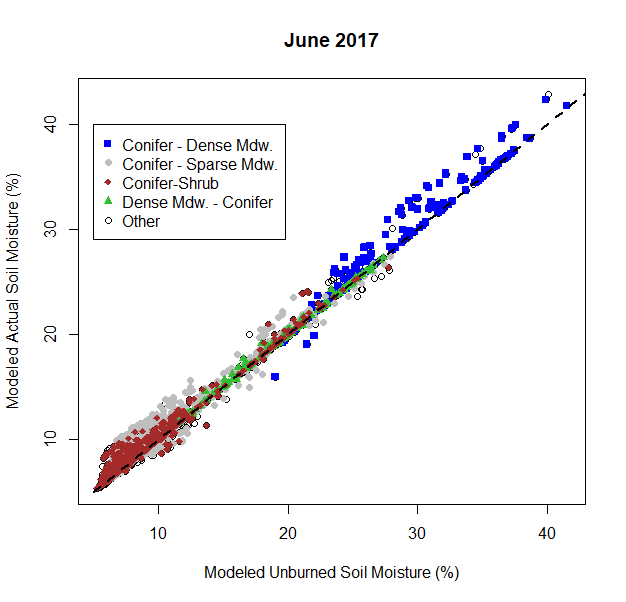 June 2017
Modeled Actual Soil Moisture (%)
40
30
20
10
Conifer - Dense Mdw.
Conifer - Sparse Mdw.
Conifer-Shrub
Dense Mdw. - Conifer
Other
10 20 30 40
Modeled Unburned Soil Moisture (%)